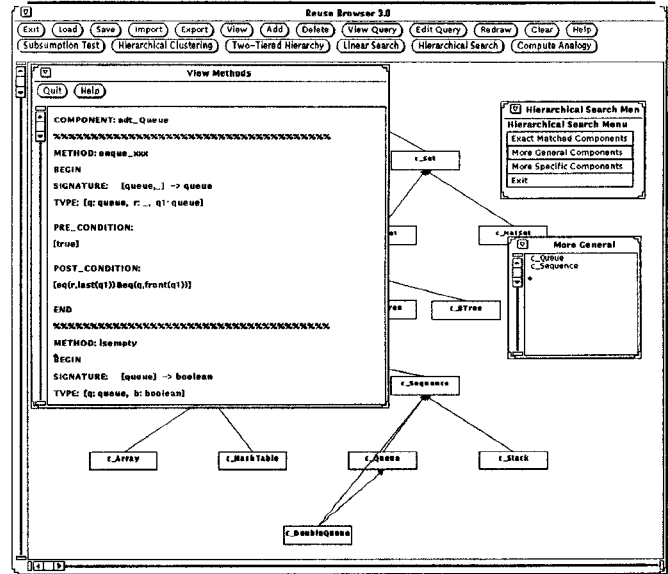 Reuse Browser 3.0
Exit Load Save Import Export View Add Delete View Query Edit Query Redraw Clear Help
Subsumption Test Hierarchical Clustering Two-Tiered Hierarchy Linear Search Hierarchical Search Compute Analogy
View Methods
Quit Help
COMPONENT: adt_Queue
%%%%%%%%%%%%%%%%%%%%%%%%%%%%%%%%%%%%%
METHOD: enque_xxx
BEGIN
SIGNATURE: [queue,_] -> queue
TYPE: [q: queue, r: _, q1: queue]
PRE_CONDITION:
[true]
POST_CONDITION:
[eq(r,last(q1))&eq(q,front(q1))]
END
%%%%%%%%%%%%%%%%%%%%%%%%%%%%%%%%%%%%%
METHOD: isempty
BEGIN
SIGNATURE: [queue] -> boolean
TYPE: [q: queue, b: boolean]
Hierarchical Search Men
Hierarchical Search Menu
Exact Matched Components
More General Components
More Specific Components
Exit
c_Set
c_NatSet
More General
c_Queue
c_Sequence
c_BTree
c_Sequence
c_Array
c_HashTable
c_Queue
c_Stack
c_DoubleQueue